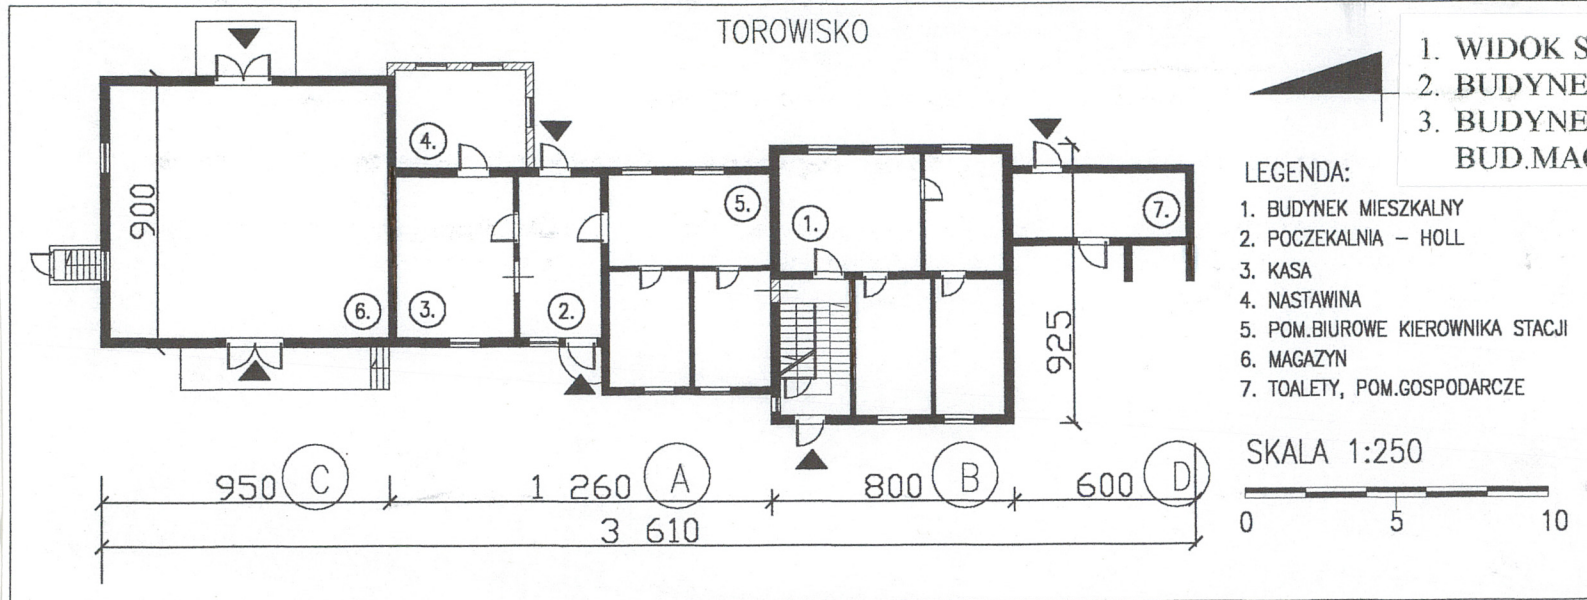 TOROWISKO
1. WIDOK S
2. BUDYNE
3. BUDYNE
BUD.MAG
LEGENDA:
1. BUDYNEK MIESZKALNY
2. POCZEKALNIA – HOLL
3. KASA
4. NASTAWINA
5. POM.BIUROWE KIEROWNIKA STACJI
6. MAGAZYN
7. TOALETY, POM.GOSPODARCZE
SKALA 1:250
0 5 10
4.
5.
1.
7.
900
6.
3.
2.
925
950 C 1 260 A 800 B 600 D
3 610